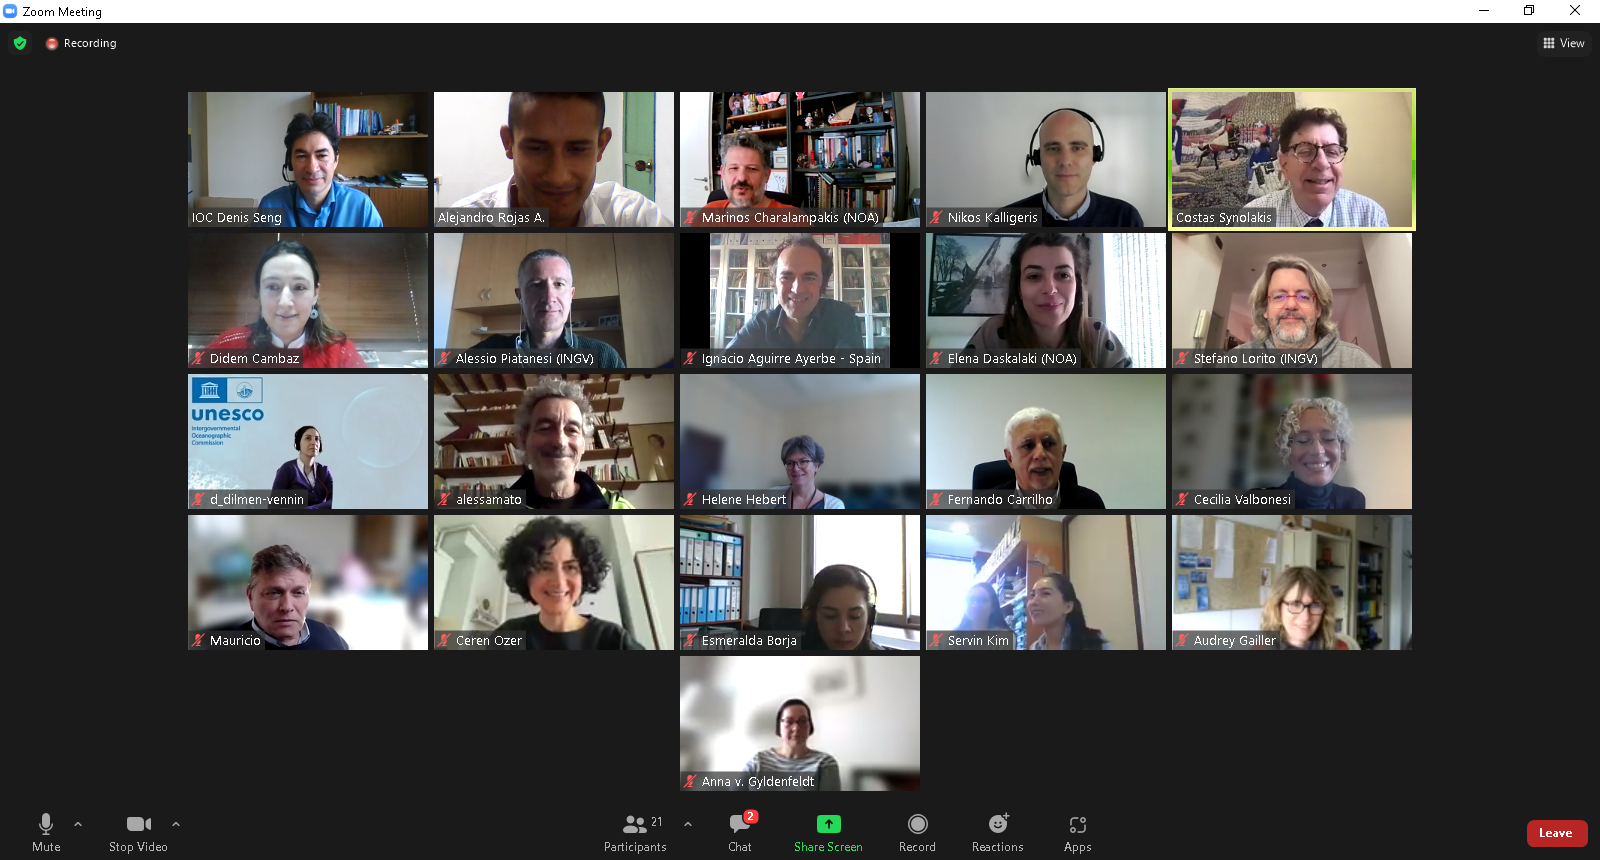 Zoom Meeting
Recording
View
IOC Denis Seng
Alejandro Rojas A.
Marinos Charalampakis (NOA)
Nikos Kalligeris
Costas Synolakis
Didem Cambaz
Alessio Piatanesi (INGV)
Ignacio Aguirre Ayerbe - Spain
Elena Daskalaki (NOA)
Stefano Lorito (INGV)
unesco
Intergovernmental
Oceanographic
Commission
d_dilmen-vennin
alessamato
Helene Hebert
Fernando Carrilho
Cecilia Valbonesi
Mauricio
Ceren Ozer
Esmeralda Borja
Servin Kim
Audrey Gailler
Anna v. Gyldenfeldt
Mute
Stop Video
21
Participants
2
Chat
Share Screen
Record
Reactions
Apps
Leave